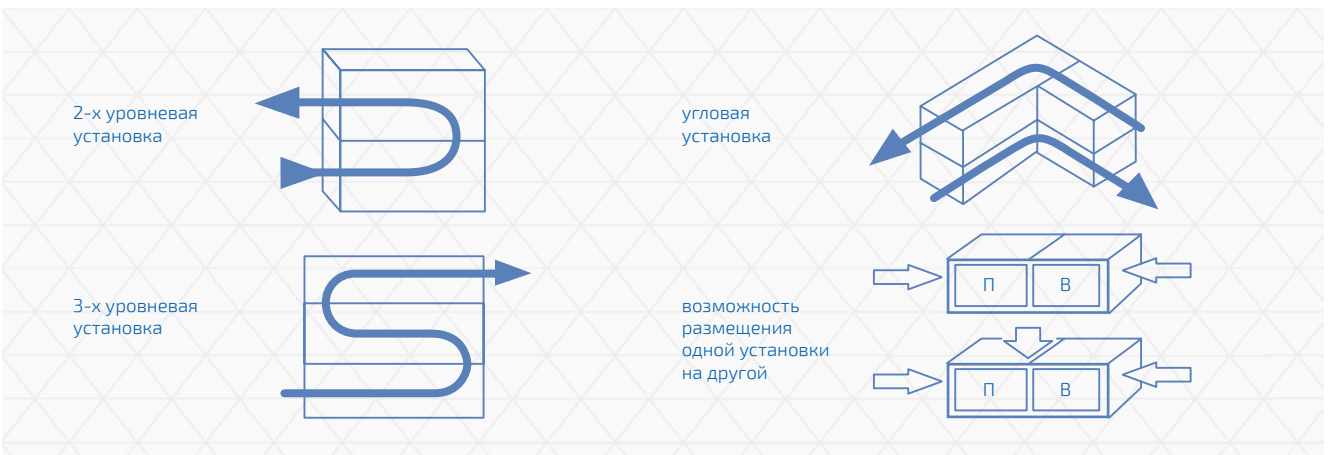 2-х уровневая
установка
угловая
установка
3-х уровневая
установка
возможность
размещения
одной установки
на другой
П В
П В